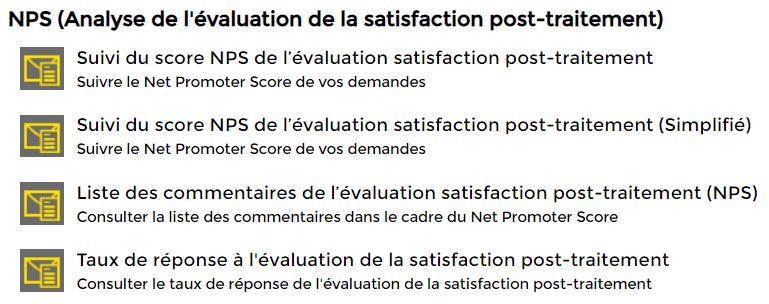 NPS (Analyse de l'évaluation de la satisfaction post-traitement)
Suivi du score NPS de l’évaluation satisfaction post-traitement
Suivre le Net Promoter Score de vos demandes
Suivi du score NPS de l’évaluation satisfaction post-traitement (Simplifié)
Suivre le Net Promoter Score de vos demandes
Liste des commentaires de l’évaluation satisfaction post-traitement (NPS)
Consulter la liste des commentaires dans le cadre du Net Promoter Score
Taux de réponse à l'évaluation de la satisfaction post-traitement
Consulter le taux de réponse de l'évaluation de la satisfaction post-traitement